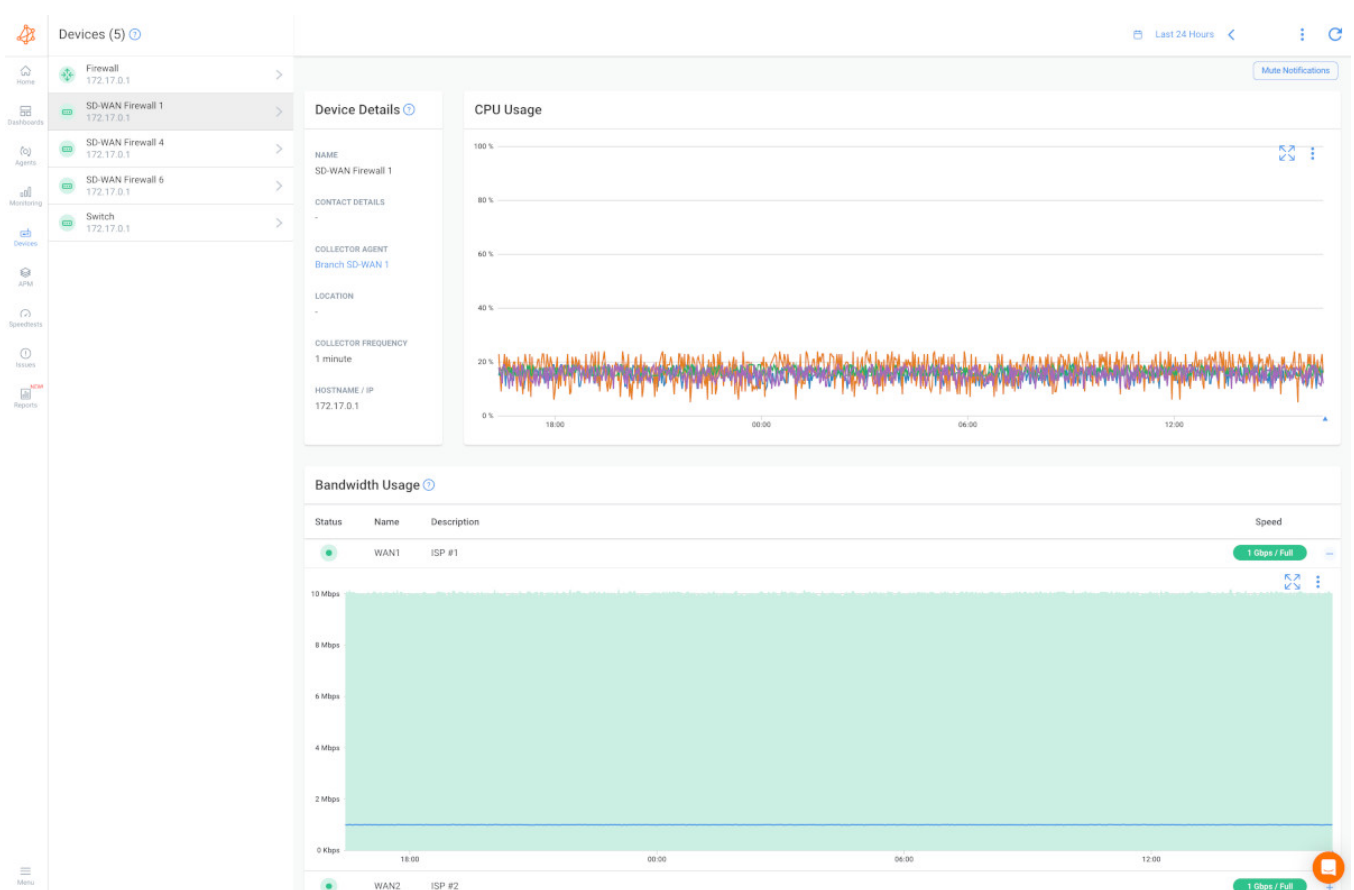 Devices (5)
Last 24 Hours
Mute Notifications
Home
Dashboards
Agents
Monitoring
Devices
APM
Speedtests
Issues
NEW
Reports
Menu
Firewall
172.17.0.1
SD-WAN Firewall 1
172.17.0.1
SD-WAN Firewall 4
172.17.0.1
SD-WAN Firewall 6
172.17.0.1
Switch
172.17.0.1
Device Details
NAME
SD-WAN Firewall 1
CONTACT DETAILS
-
COLLECTOR AGENT
Branch SD-WAN 1
LOCATION
-
COLLECTOR FREQUENCY
1 minute
HOSTNAME / IP
172.17.0.1
CPU Usage
100 %
80 %
60 %
40 %
20 %
0 %
18:00 00:00 06:00 12:00
Bandwidth Usage
Status Name Description Speed
WAN1 ISP #1 1 Gbps / Full
10 Mbps
8 Mbps
6 Mbps
4 Mbps
2 Mbps
0 Kbps
18:00 00:00 06:00 12:00
WAN2 ISP #2 1 Gbps / Full